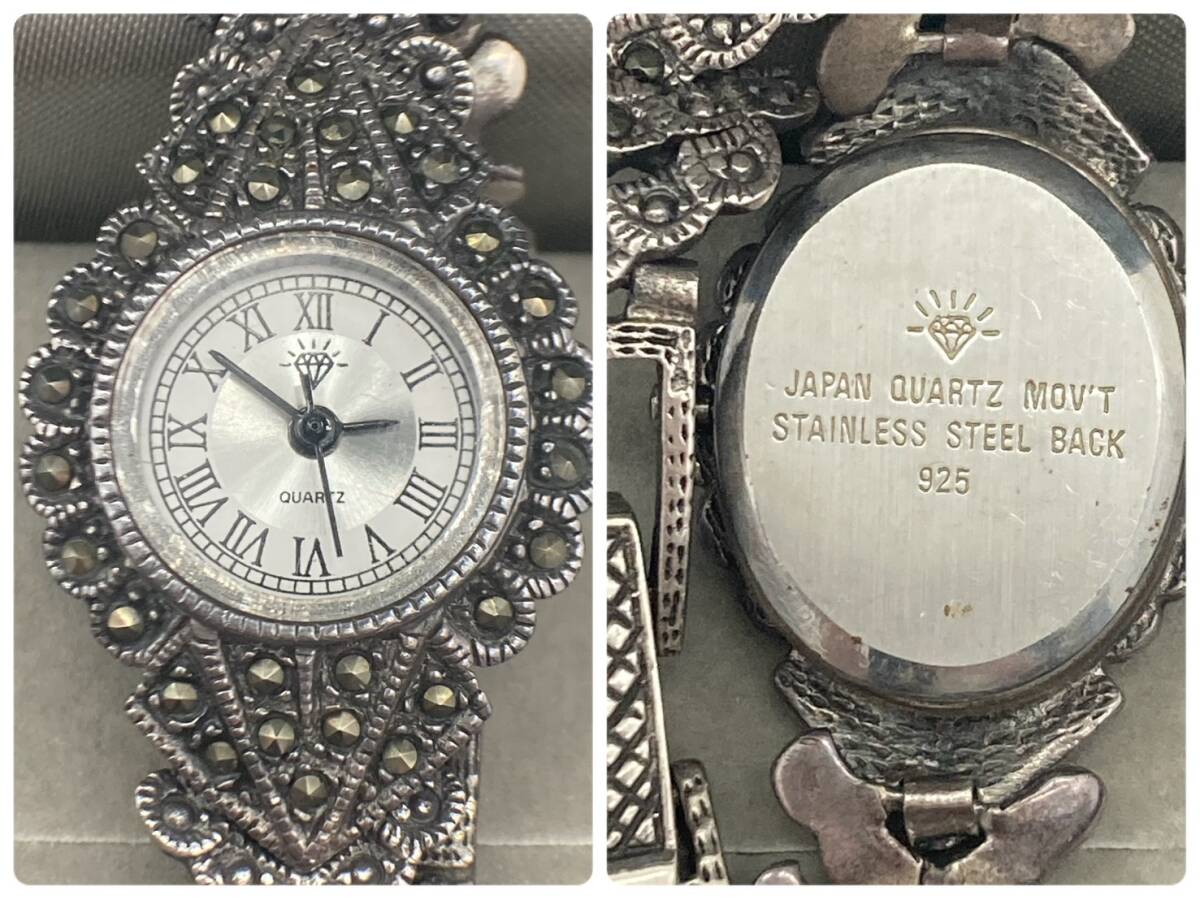 XII
I
II
III
IIII
V
VI
VII
VIII
IX
X
XI
QUARTZ
JAPAN QUARTZ MOV'T
STAINLESS STEEL BACK
925